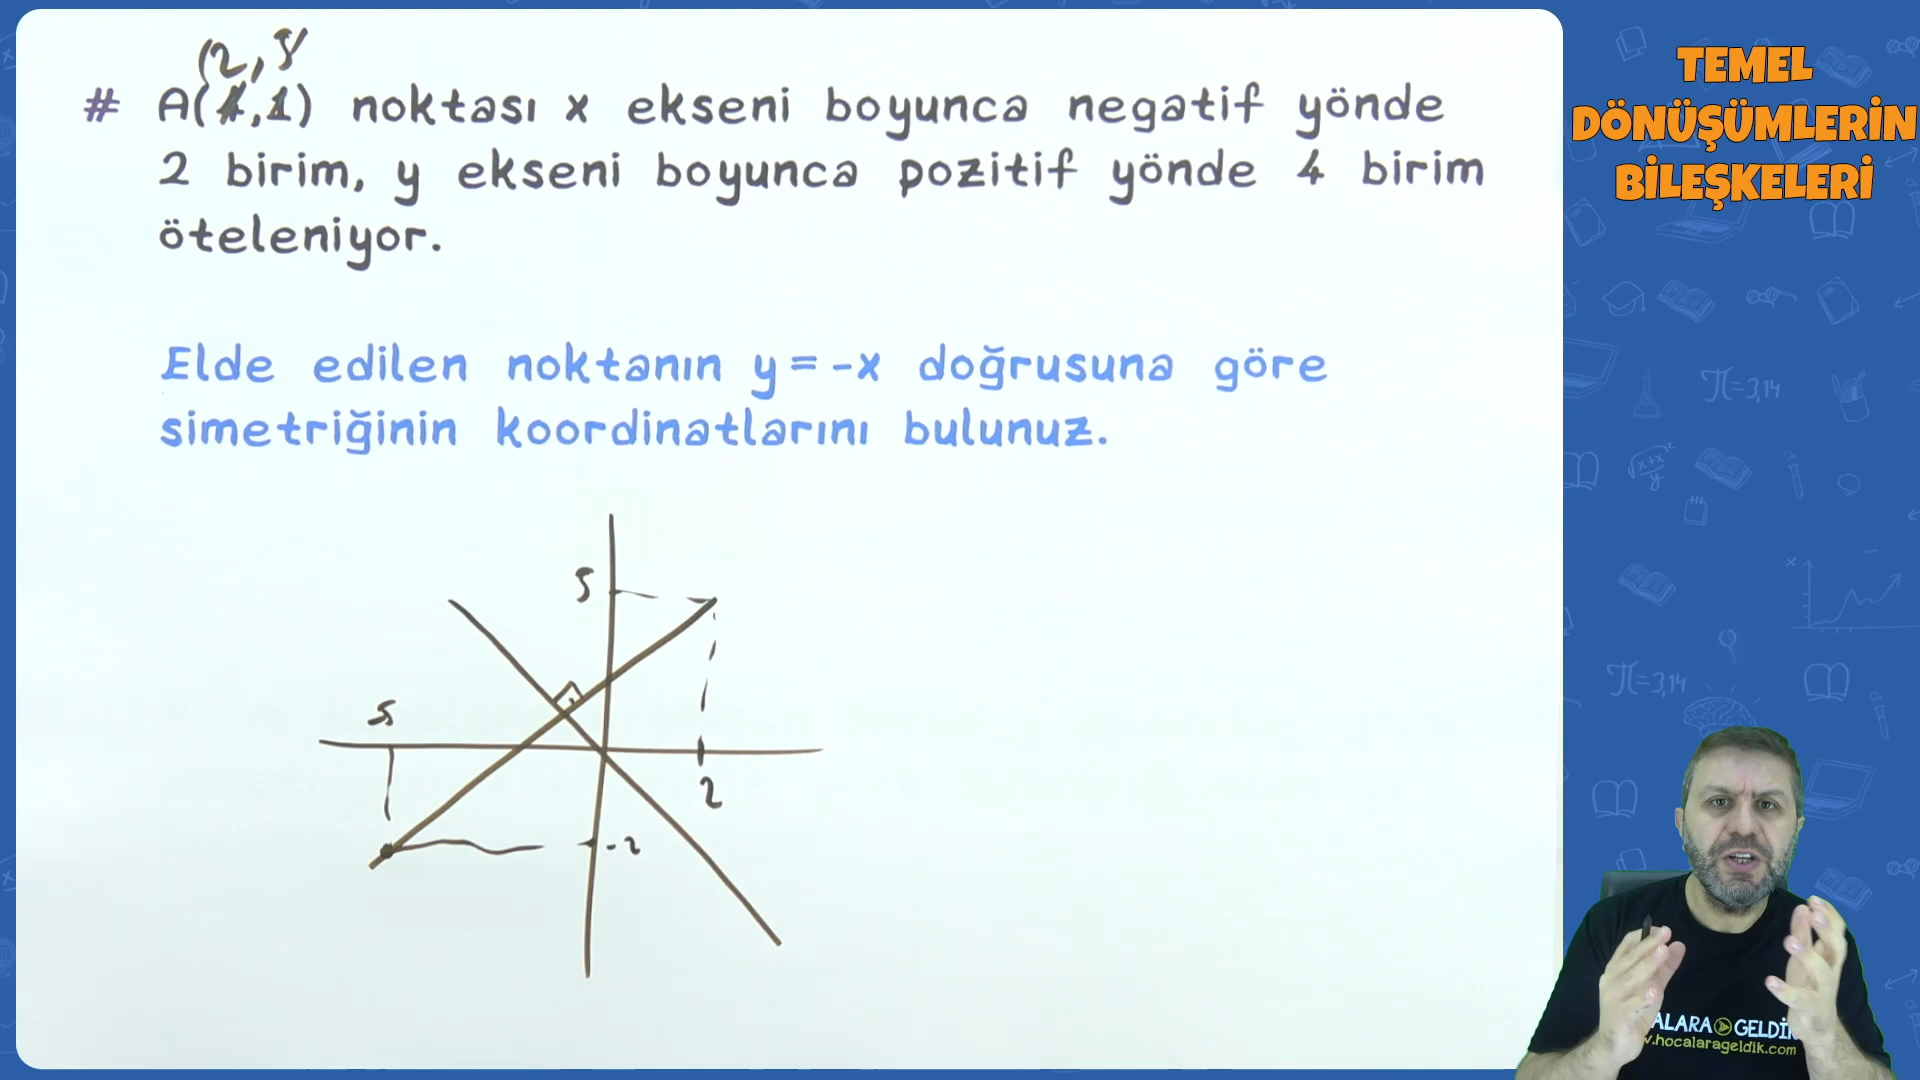 (2, 5
# A(4,1) noktası x ekseni boyunca negatif yönde
2 birim, y ekseni boyunca pozitif yönde 4 birim
öteleniyor.
Elde edilen noktanın y=-x doğrusuna göre
simetriğinin koordinatlarını bulunuz.
5
5
2
-2
TEMEL
DÖNÜŞÜMLERİN
BİLEŞKELERİ
π=3,14
π=3,14
ALARA GELDİK
w.hocalarageldik.com